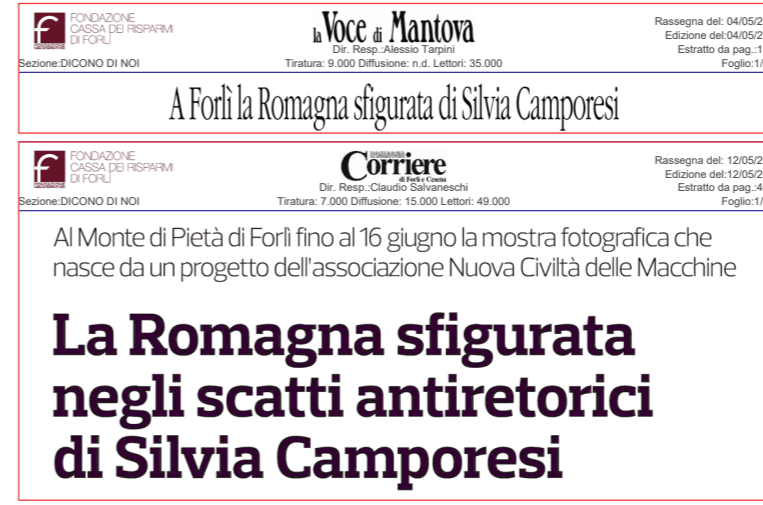 FONDAZIONE
CASSA DEI RISPARMI
DI FORLÌ
la Voce di Mantova
Dir. Resp.:Alessio Tarpini
Tiratura: 9.000 Diffusione: n.d. Lettori: 35.000
Rassegna del: 04/05/2
Edizione del:04/05/2
Estratto da pag.:1
Foglio:1/
Sezione:DICONO DI NOI
A Forlì la Romagna sfigurata di Silvia Camporesi
FONDAZIONE
CASSA DEI RISPARMI
DI FORLÌ
Corriere
di Forlì e Cesena
Dir. Resp.:Claudio Salvaneschi
Tiratura: 7.000 Diffusione: 15.000 Lettori: 49.000
Rassegna del: 12/05/2
Edizione del:12/05/2
Estratto da pag.:4
Foglio:1/
Sezione:DICONO DI NOI
Al Monte di Pietà di Forlì fino al 16 giugno la mostra fotografica che
nasce da un progetto dell'associazione Nuova Civiltà delle Macchine
La Romagna sfigurata
negli scatti antiretorici
di Silvia Camporesi